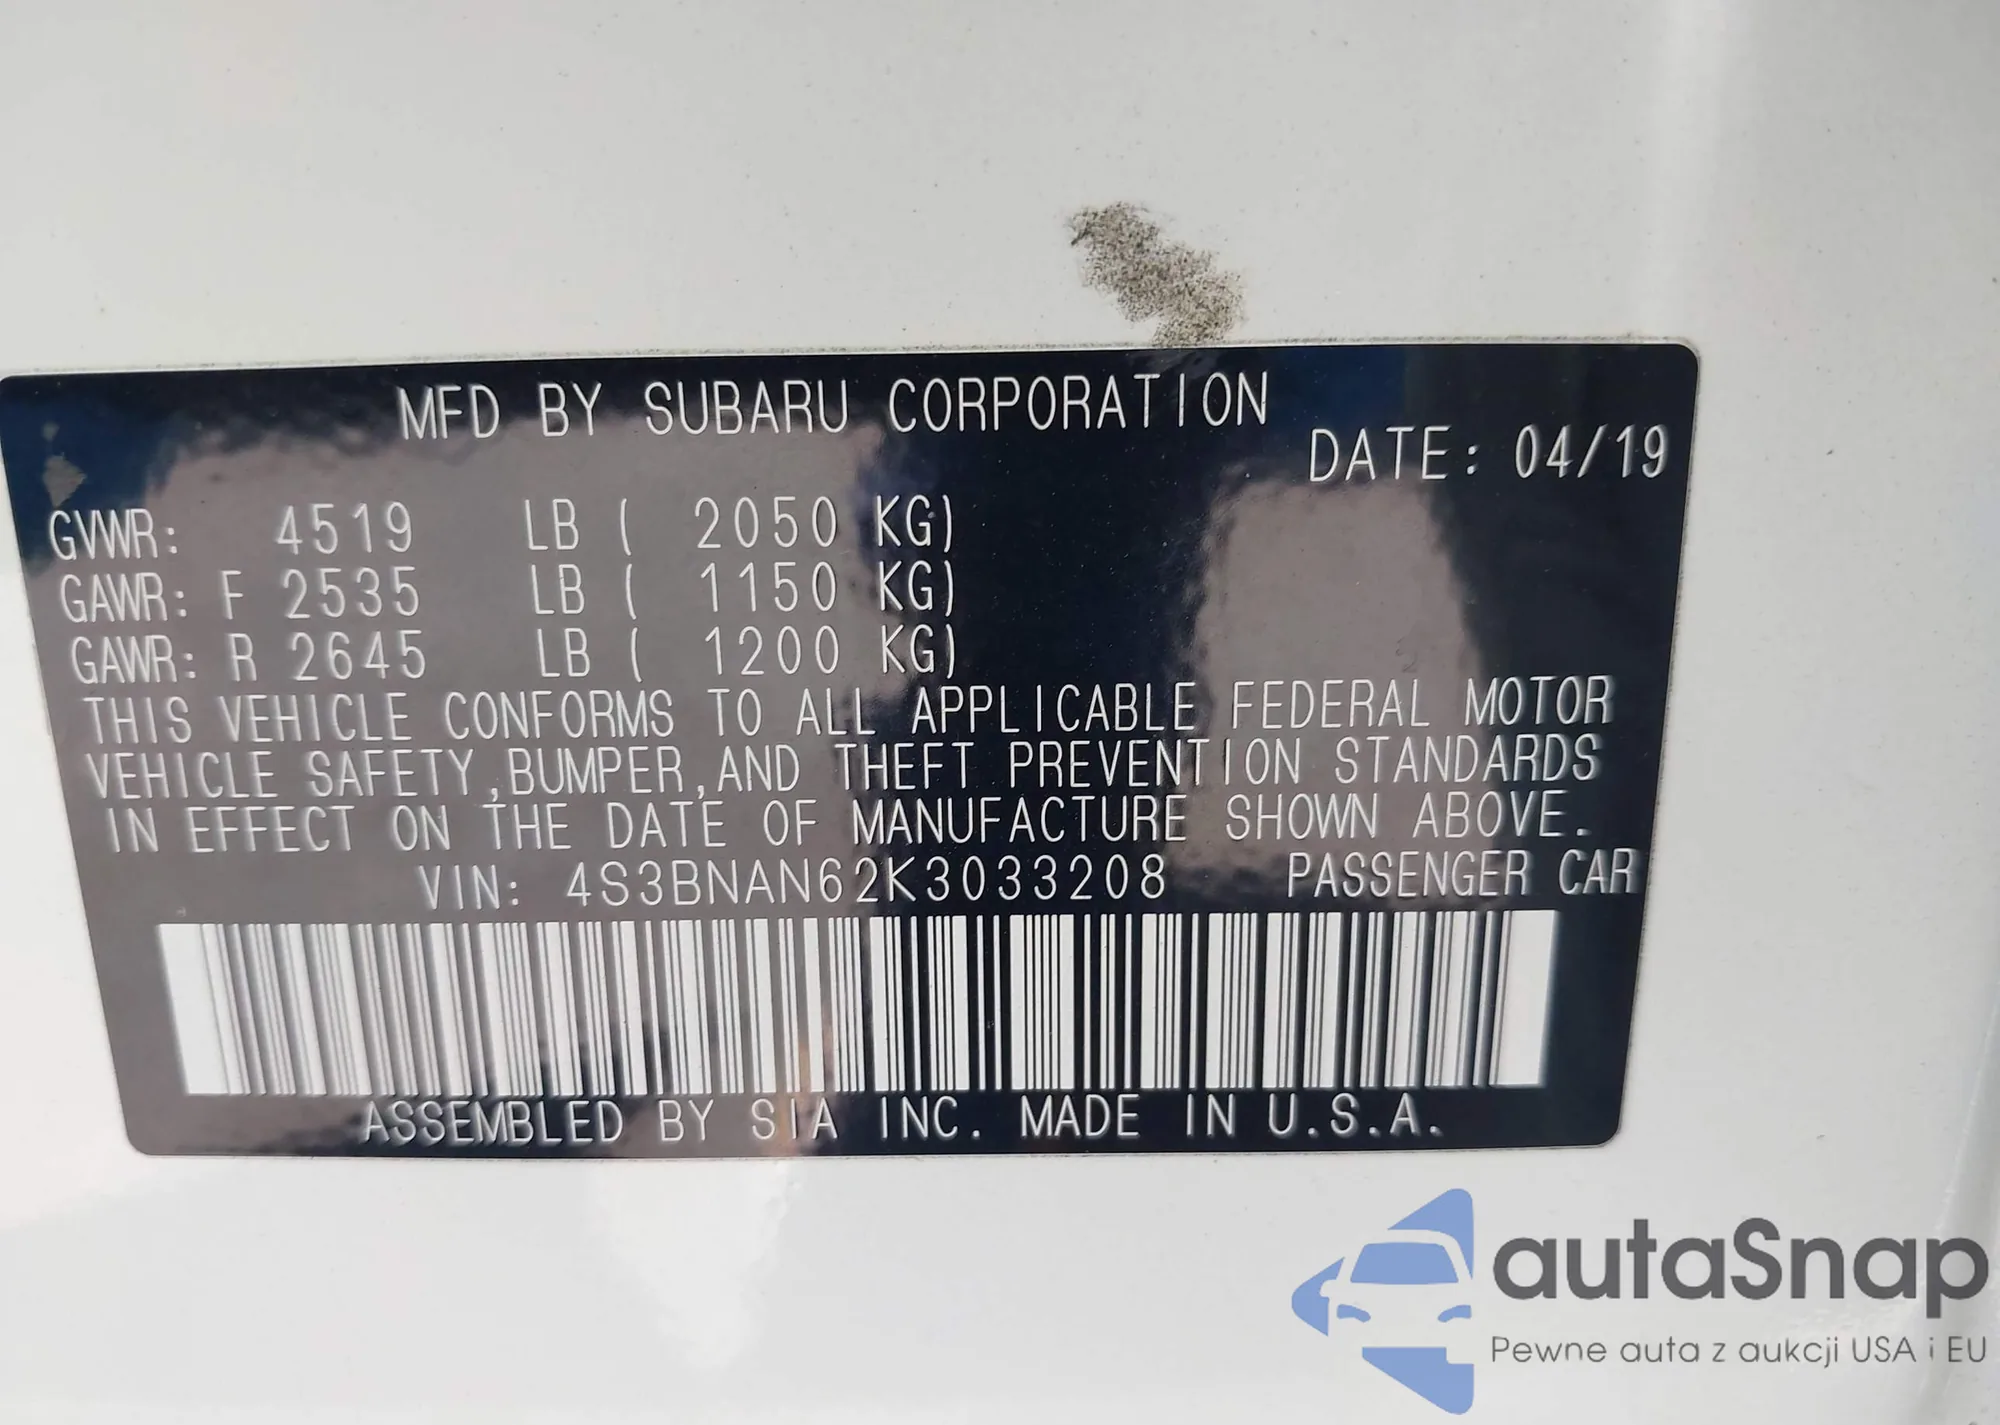 MFD BY SUBARU CORPORATION
DATE: 04/19
GVWR: 4519 LB ( 2050 KG)
GAWR: F 2535 LB ( 1150 KG)
GAWR: R 2645 LB ( 1200 KG)
THIS VEHICLE CONFORMS TO ALL APPLICABLE FEDERAL MOTOR
VEHICLE SAFETY,BUMPER,AND THEFT PREVENTION STANDARDS
IN EFFECT ON THE DATE OF MANUFACTURE SHOWN ABOVE.
VIN: 4S3BNAN62K3033208 PASSENGER CAR
ASSEMBLED BY SIA INC. MADE IN U.S.A.
autaSnap
Pewne auta z aukcji USA i EU